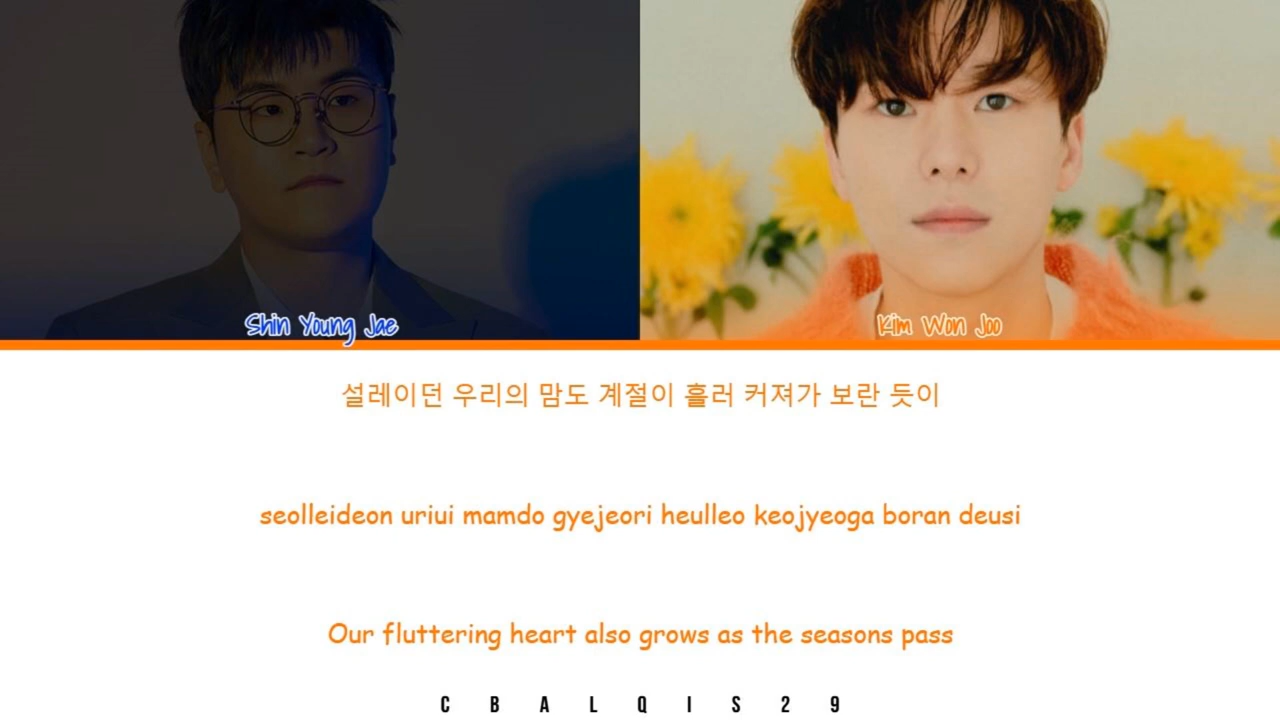 Shin Young Jae
Kim Won Joo
설레이던 우리의 맘도 계절이 흘러 커져가 보란 듯이
seolleideon uriui mamdo gyejeori heulleo keojyeoga boran deusi
Our fluttering heart also grows as the seasons pass
CBALQIS29